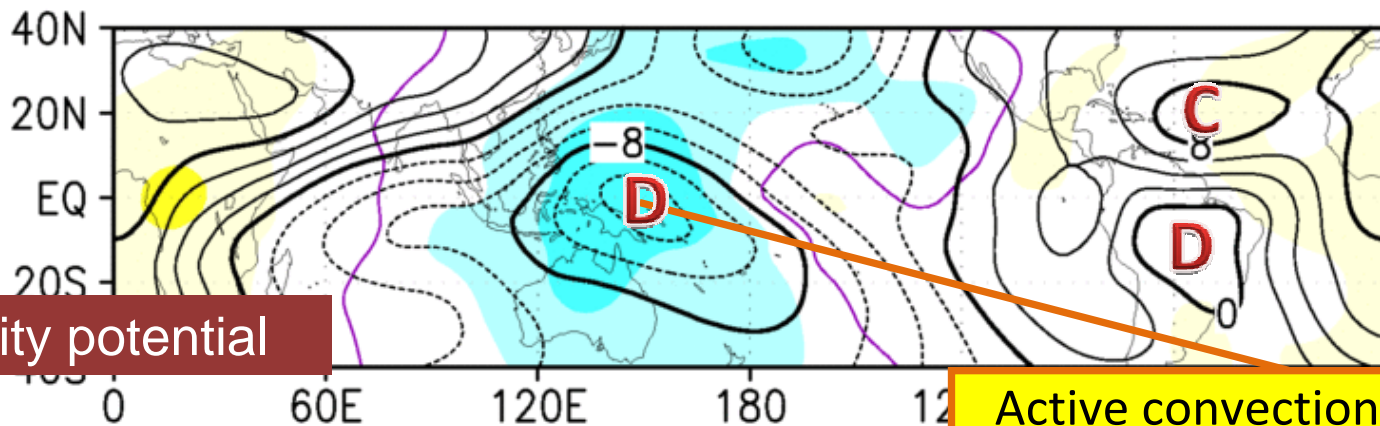 40N
20N
EQ
20S
-8
C
8
D
D
0
ity potential
0 60E 120E 180
Active convection